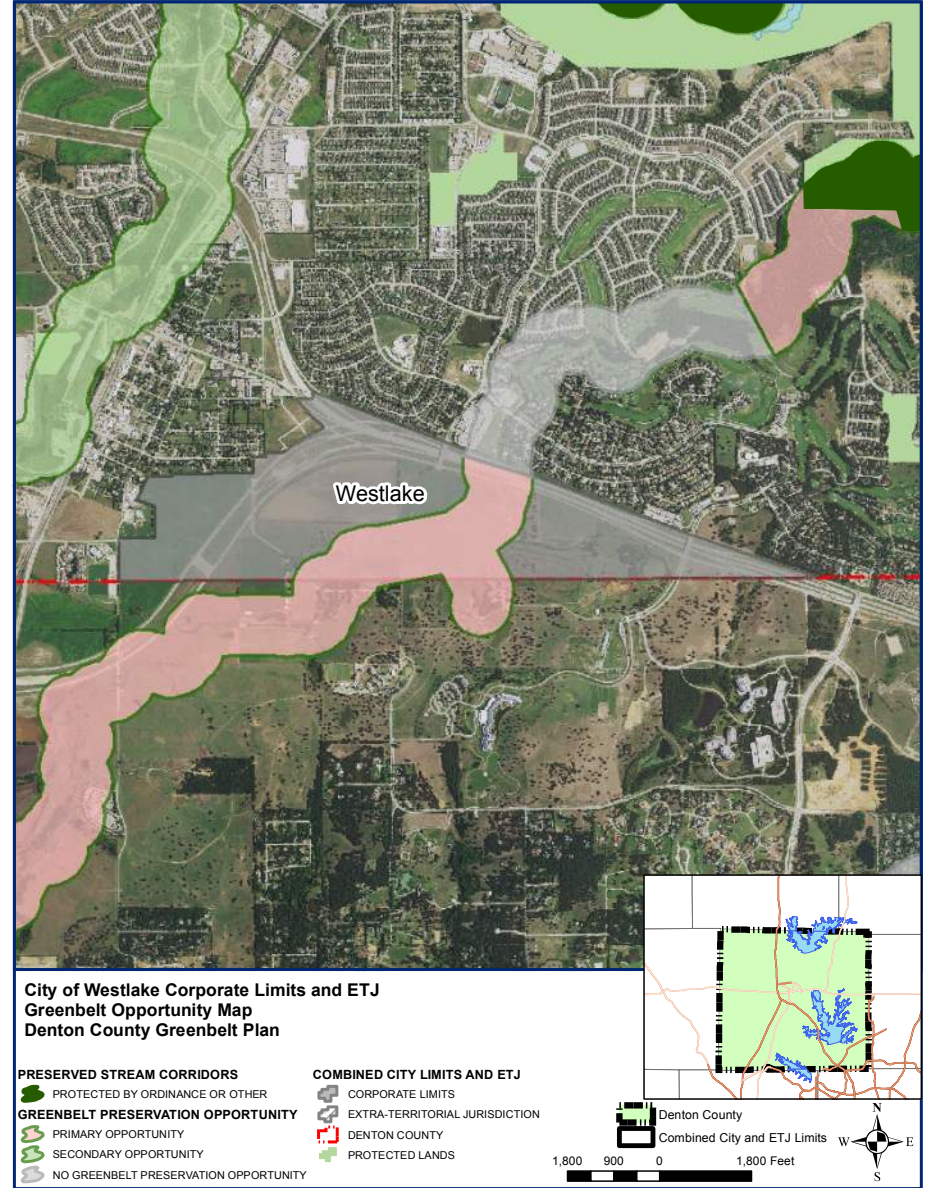 Westlake
City of Westlake Corporate Limits and ETJ
Greenbelt Opportunity Map
Denton County Greenbelt Plan
PRESERVED STREAM CORRIDORS
PROTECTED BY ORDINANCE OR OTHER
GREENBELT PRESERVATION OPPORTUNITY
PRIMARY OPPORTUNITY
SECONDARY OPPORTUNITY
NO GREENBELT PRESERVATION OPPORTUNITY
COMBINED CITY LIMITS AND ETJ
CORPORATE LIMITS
EXTRA-TERRITORIAL JURISDICTION
DENTON COUNTY
PROTECTED LANDS
Denton County
Combined City and ETJ Limits
N
W E
S
1,800 900 0 1,800 Feet